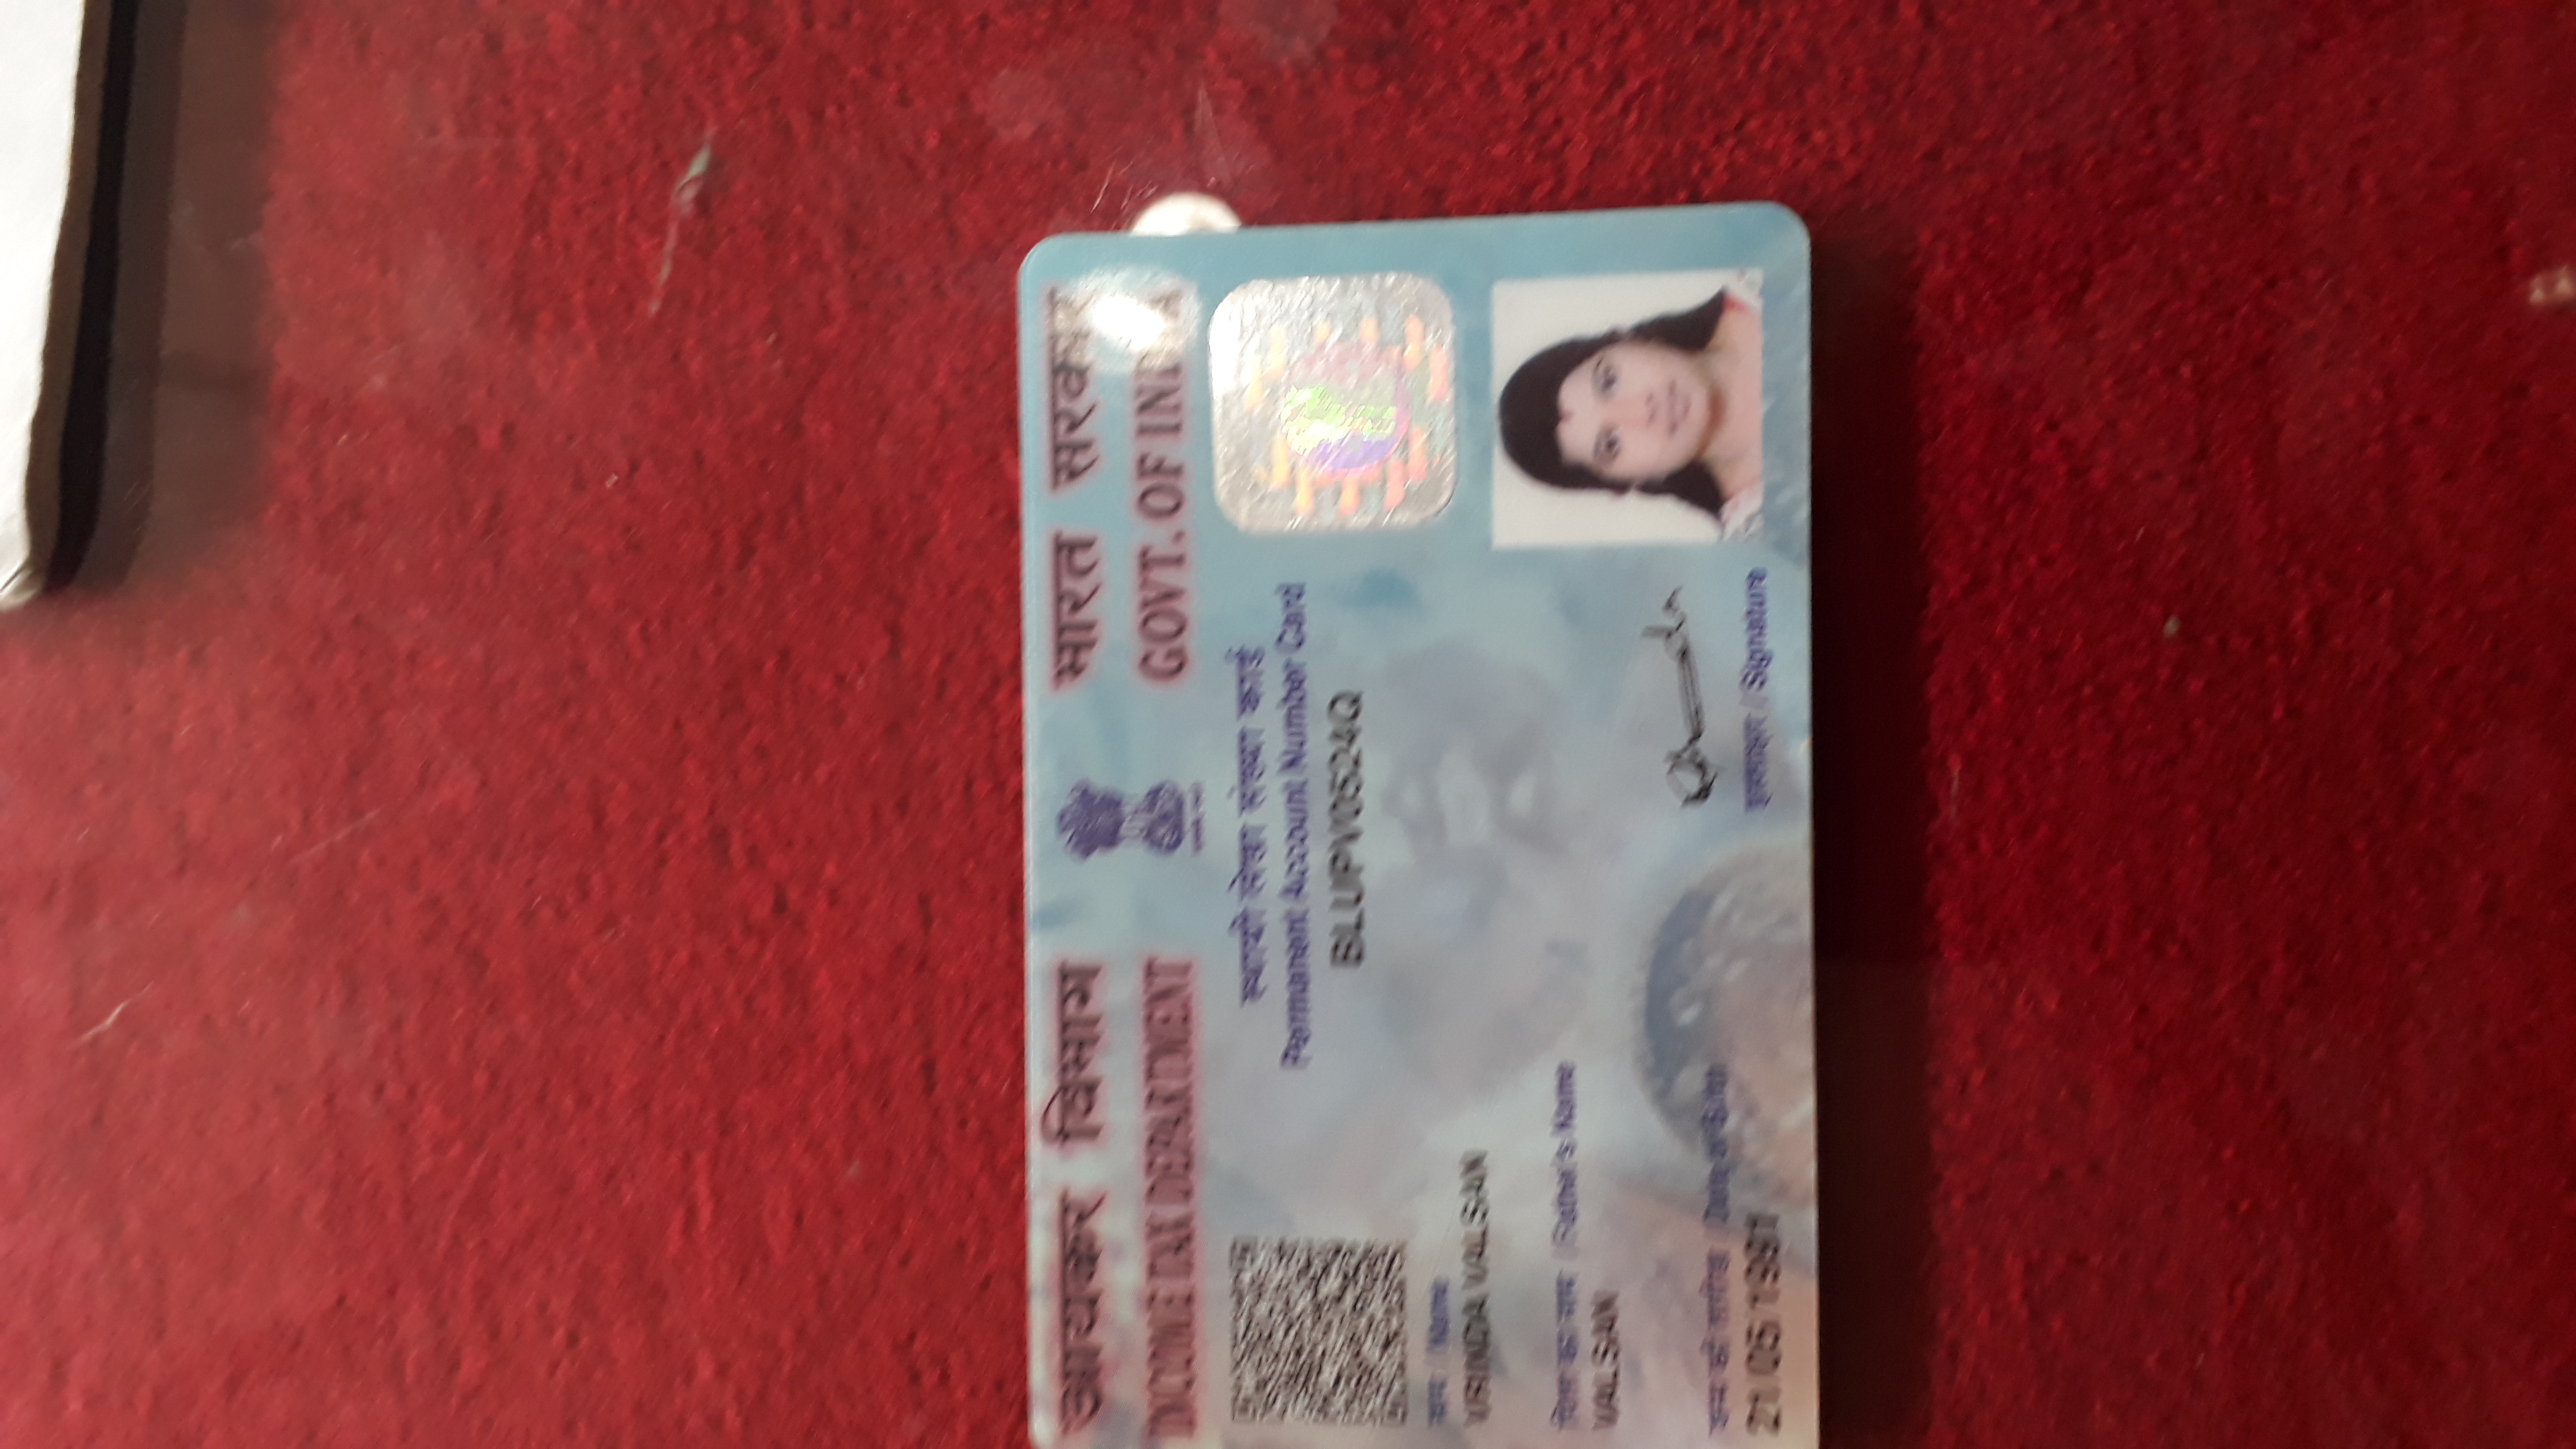 आयकर विभाग
INCOME TAX DEPARTMENT
भारत सरकार
GOVT. OF INDIA
स्थायी लेखा संख्या कार्ड
Permanent Account Number Card
BLUPV0524Q
नाम / Name
VRINDA VALSAN
पिता का नाम / Father's Name
VALSAN
जन्म की तारीख / Date of Birth
21/05/1991
हस्ताक्षर / Signature